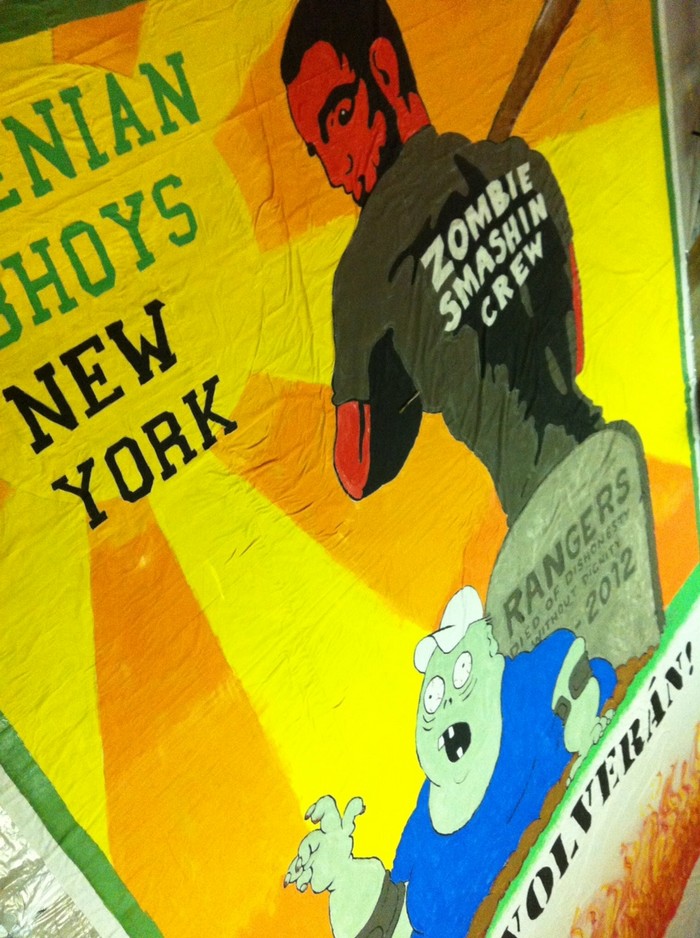 ENIAN
BHOYS
NEW
YORK
ZOMBIE
SMASHIN
CREW
RANGERS
DIED OF DISHONESTY
WITHOUT DIGNITY
- 2012
VOLVERÁN!